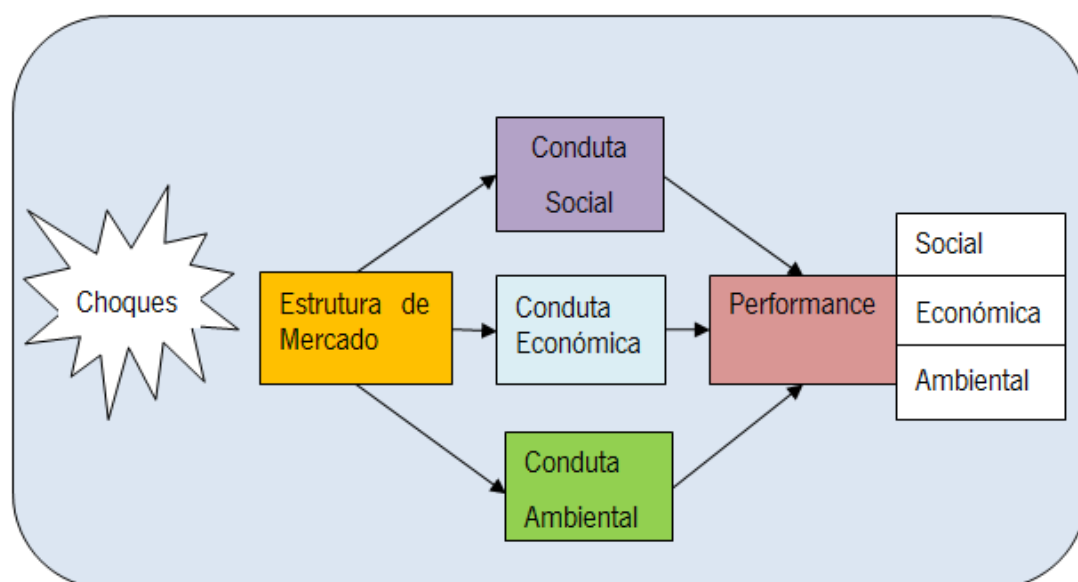 Conduta
Social
Choques
Estrutura de
Mercado
Conduta
Económica
Conduta
Ambiental
Performance
Social
Económica
Ambiental